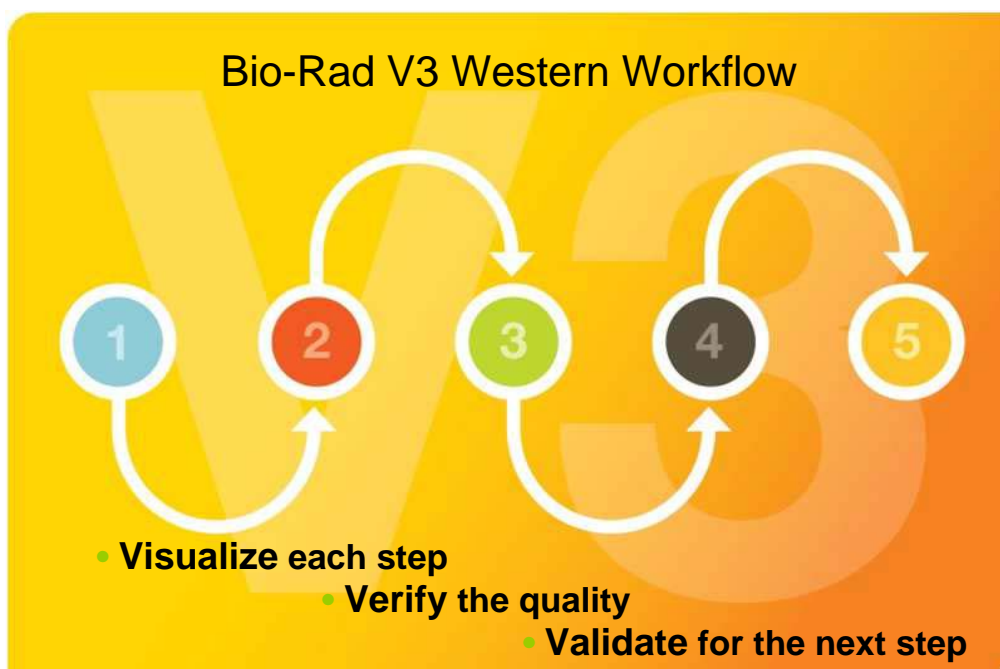 Bio-Rad V3 Western Workflow
V3
1 2 3 4 5
• Visualize each step
• Verify the quality
• Validate for the next step